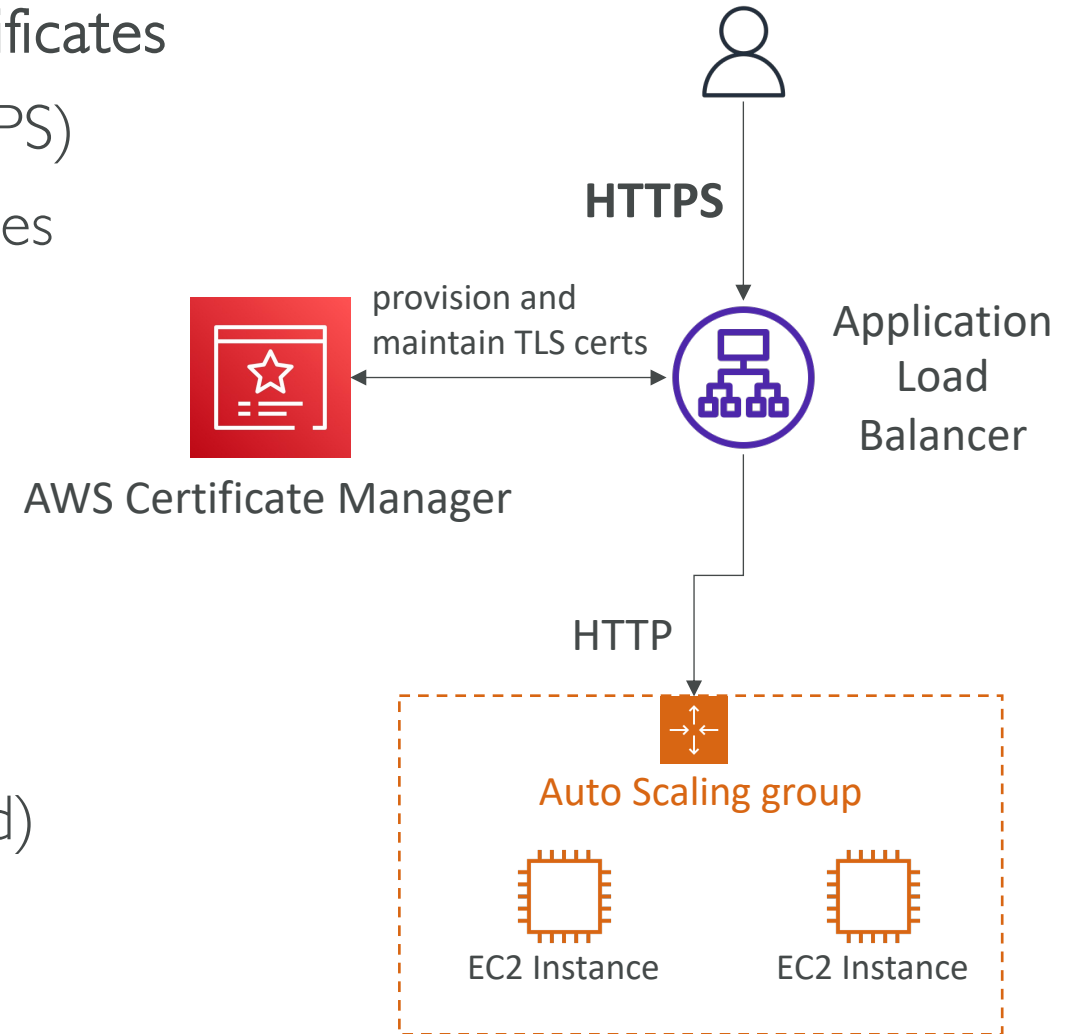 ificates
PS)
es
HTTPS
provision and
maintain TLS certs
Application
Load
Balancer
AWS Certificate Manager
HTTP
Auto Scaling group
d)
EC2 Instance
EC2 Instance